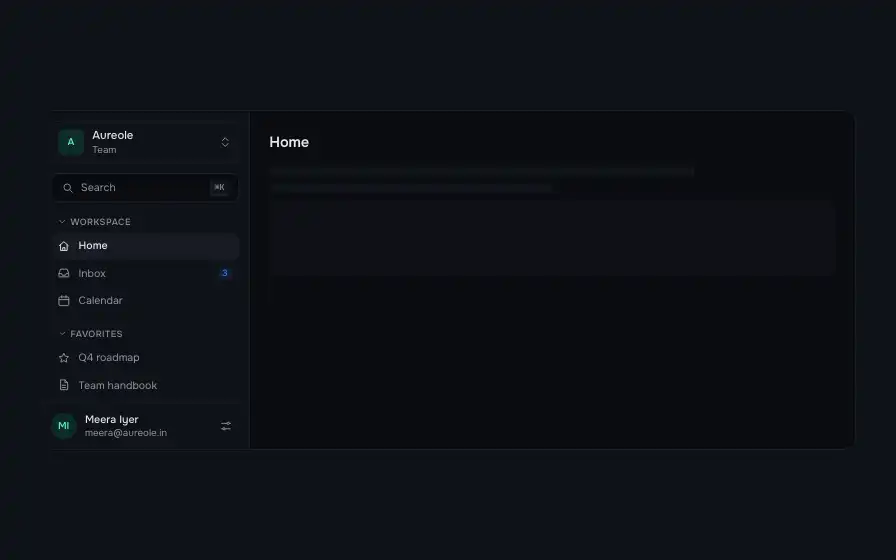 A
Aureole
Team
Search
⌘K
WORKSPACE
Home
Inbox
3
Calendar
FAVORITES
Q4 roadmap
Team handbook
MI
Meera Iyer
meera@aureole.in
Home